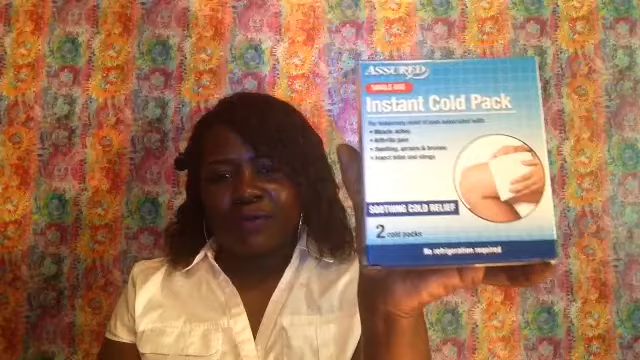 ASSURED
SINGLE USE
Instant Cold Pack
For temporary relief of pain associated with:
• Muscle aches
• Arthritis pain
• Swelling, sprains & bruises
• Insect bites and stings
SOOTHING COLD RELIEF
2 cold packs
No refrigeration required